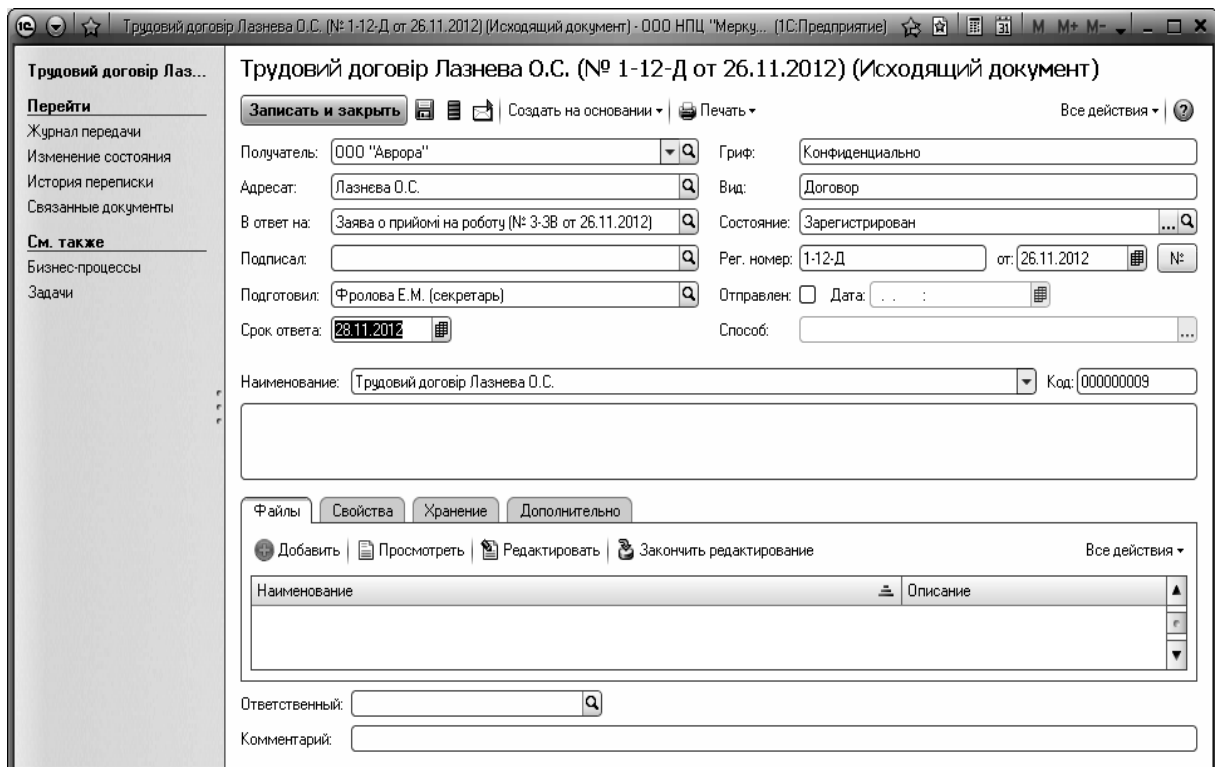 Трудовий договір Лазнева О.С. (№ 1-12-Д от 26.11.2012) (Исходящий документ) - ООО НПЦ "Мерку... (1С:Предприятие) M M+ M-
Трудовий договір Лаз...
Перейти
Журнал передачи
Изменение состояния
История переписки
Связанные документы
См. также
Бизнес-процессы
Задачи
Трудовий договір Лазнева О.С. (№ 1-12-Д от 26.11.2012) (Исходящий документ)
Записать и закрыть Создать на основании Печать Все действия ?
Получатель: ООО "Аврора" Гриф: Конфиденциально
Адресат: Лазнєва О.С. Вид: Договор
В ответ на: Заява о прийомі на роботу (№ 3-ЗВ от 26.11.2012) Состояние: Зарегистрирован ...
Подписал: Рег. номер: 1-12-Д от: 26.11.2012 №
Подготовил: Фролова Е.М. (секретарь) Отправлен: Дата: . . :
Срок ответа: 28.11.2012 Способ: ...
Наименование: Трудовий договір Лазнева О.С. Код: 000000009
Файлы Свойства Хранение Дополнительно
Добавить Просмотреть Редактировать Закончить редактирование Все действия
Наименование Описание
Ответственный:
Комментарий: